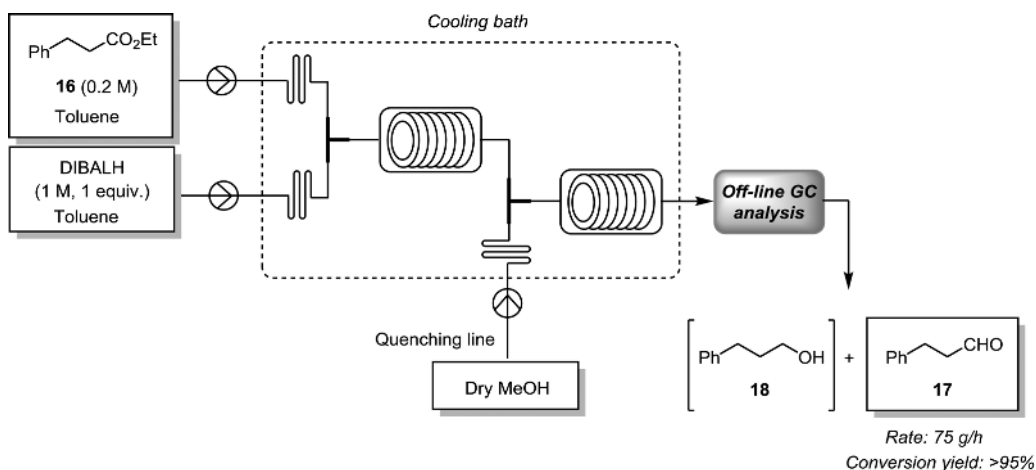 Cooling bath
Ph
CO₂Et
16 (0.2 M)
Toluene
DIBALH
(1 M, 1 equiv.)
Toluene
Off-line GC
analysis
Quenching line
Dry MeOH
Ph
OH
+
Ph
CHO
18
17
Rate: 75 g/h
Conversion yield: >95%